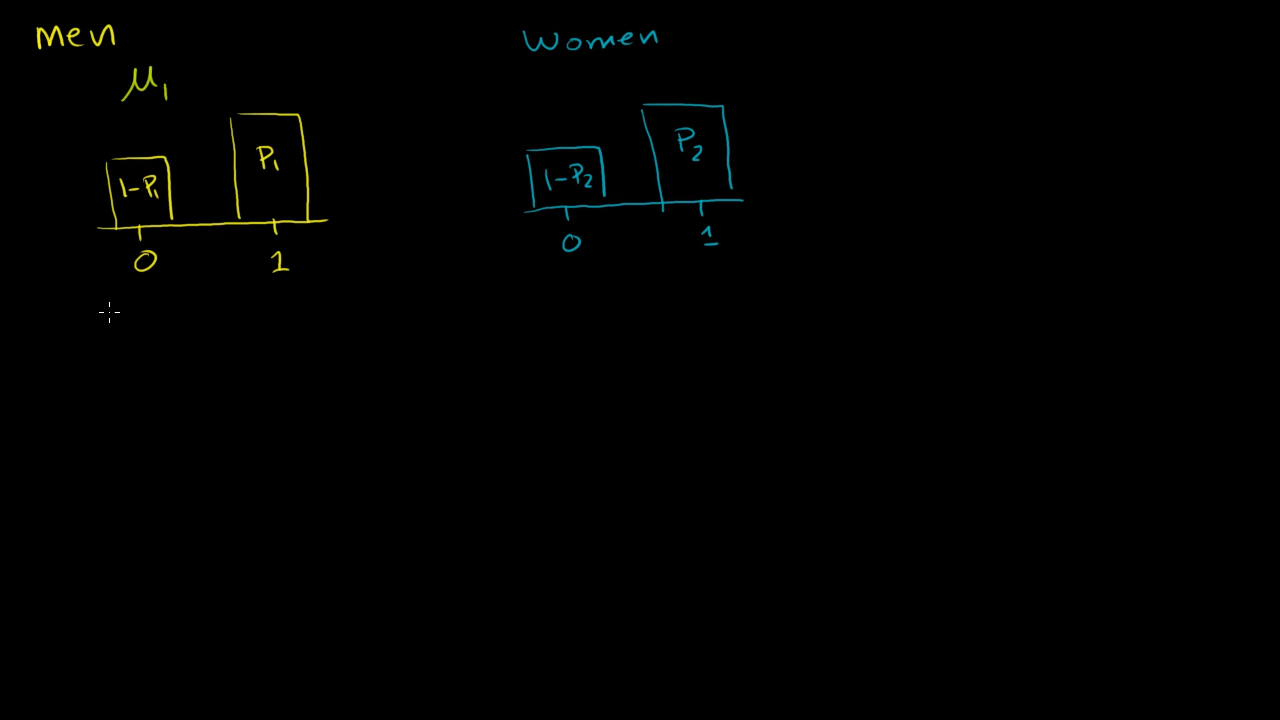 men
μ₁
1-P₁ P₁
0 1
women
1-P₂ P₂
0 1